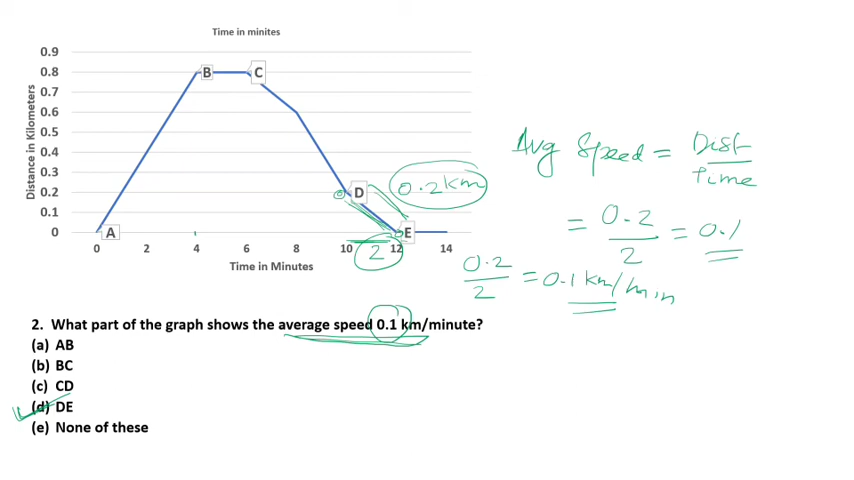 Time in minites
0.9
0.8
0.7
0.6
0.5
0.4
0.3
0.2
0.1
0
Distance in Kilometers
A
B
C
D
E
0 2 4 6 8 10 12 14
Time in Minutes
0.2 km
2
Avg Speed = Dist / Time
= 0.2 / 2 = 0.1
0.2 / 2 = 0.1 km/min
2. What part of the graph shows the average speed 0.1 km/minute?
(a) AB
(b) BC
(c) CD
(d) DE
(e) None of these